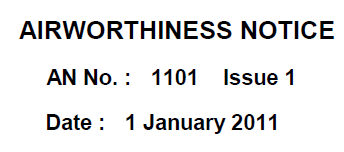 AIRWORTHINESS NOTICE
AN No. : 1101 Issue 1
Date : 1 January 2011